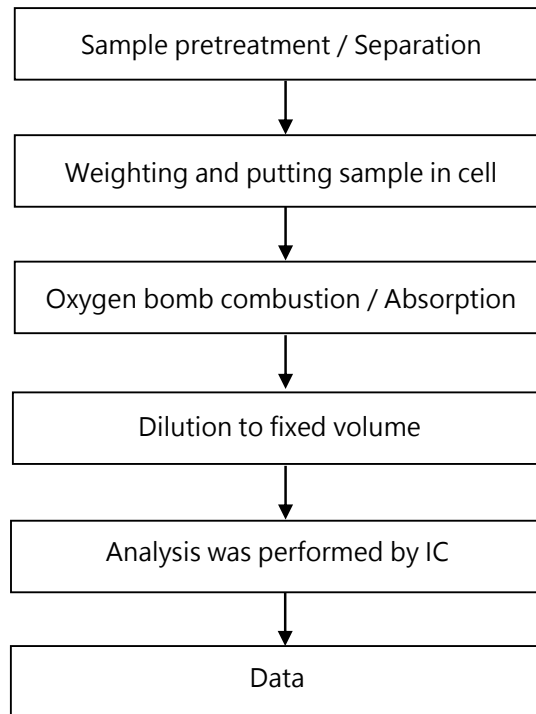 Sample pretreatment / Separation
Weighting and putting sample in cell
Oxygen bomb combustion / Absorption
Dilution to fixed volume
Analysis was performed by IC
Data